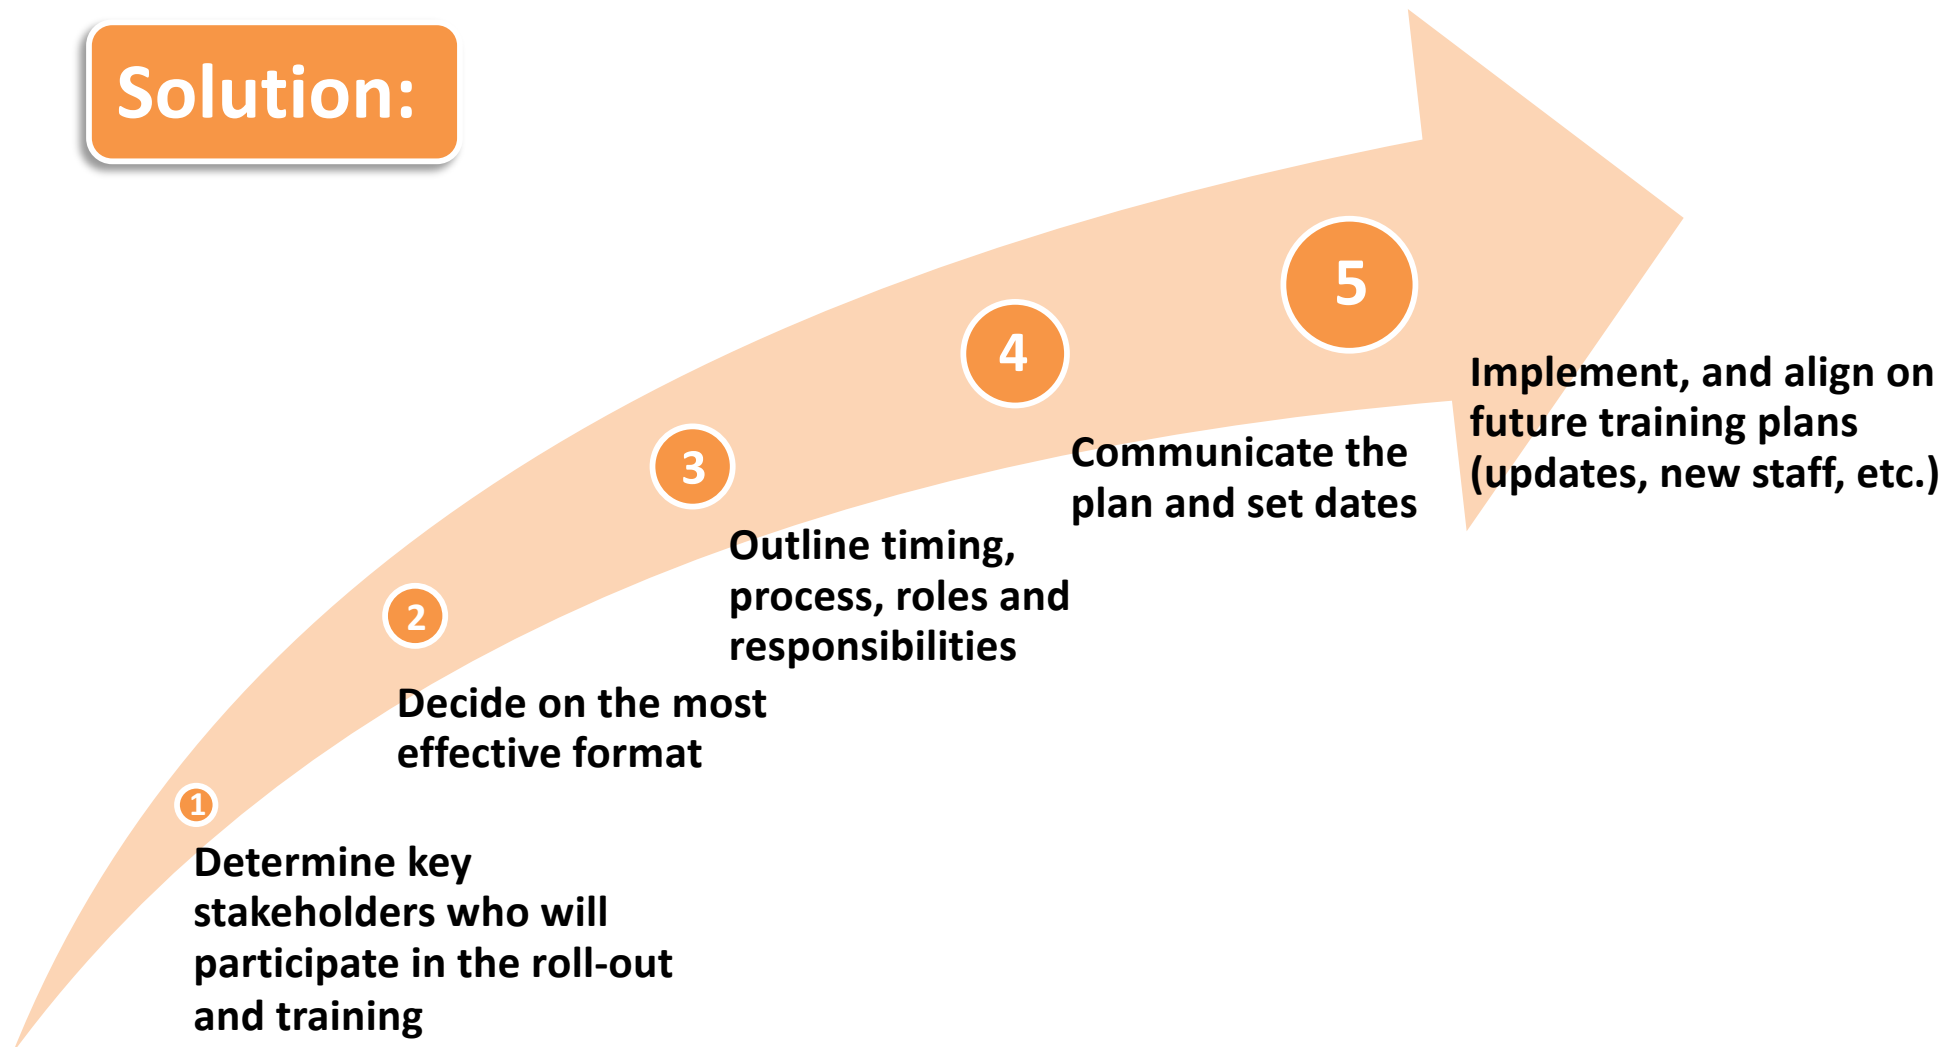 Solution:
1
Determine key
stakeholders who will
participate in the roll-out
and training
2
Decide on the most
effective format
3
Outline timing,
process, roles and
responsibilities
4
Communicate the
plan and set dates
5
Implement, and align on
future training plans
(updates, new staff, etc.)